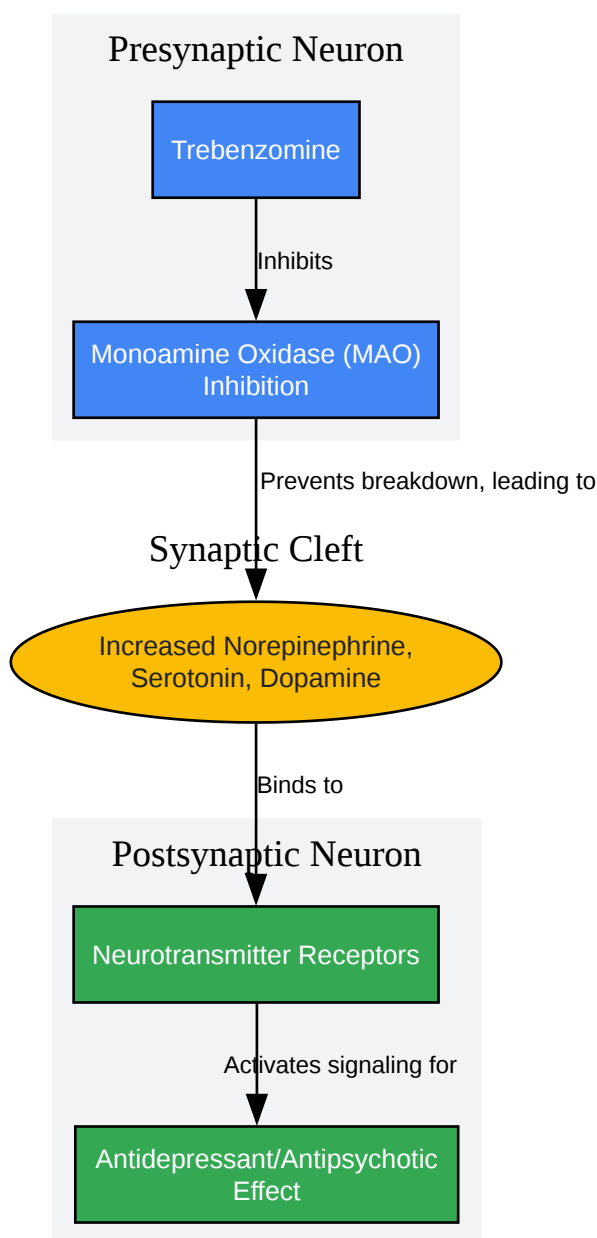 Presynaptic Neuron
Trebenzomine
Inhibits
Monoamine Oxidase (MAO)
Inhibition
Prevents breakdown, leading to
Synaptic Cleft
Increased Norepinephrine,
Serotonin, Dopamine
Binds to
Postsynaptic Neuron
Neurotransmitter Receptors
Activates signaling for
Antidepressant/Antipsychotic
Effect